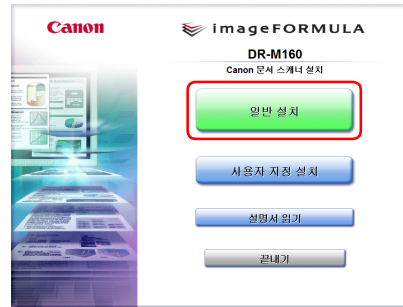 Canon
imageFORMULA
DR-M160
Canon 문서 스캐너 설치
일반 설치
사용자 지정 설치
설명서 읽기
끝내기